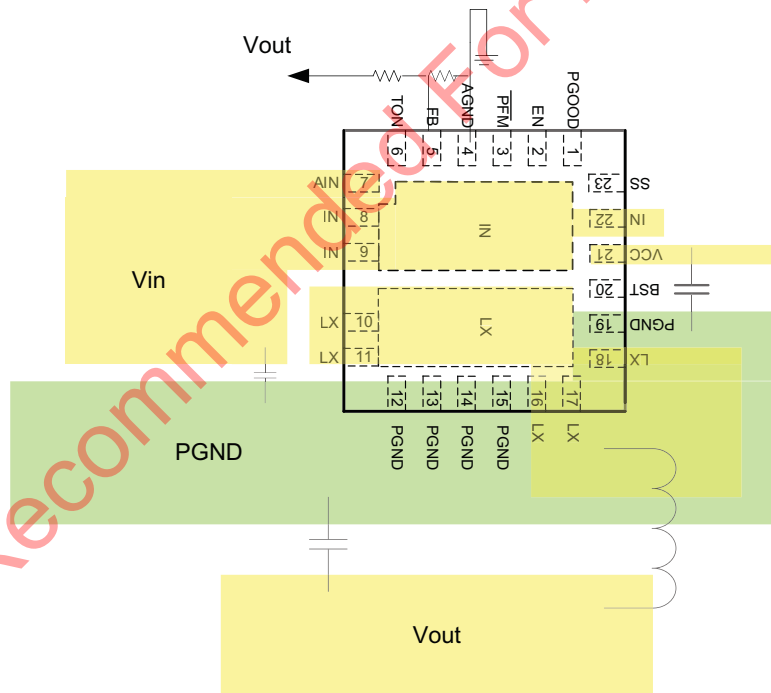 Vout
TON
FB
AGND
PFM
EN
PGOOD
6
5
4
3
2
1
AIN 7
IN 8
IN 9
LX 10
LX 11
IN
LX
23 SS
22 IN
21 VCC
20 BST
19 PGND
18 LX
12
13
14
15
16
17
PGND
PGND
PGND
PGND
LX
LX
Vin
PGND
Vout
Recommended For